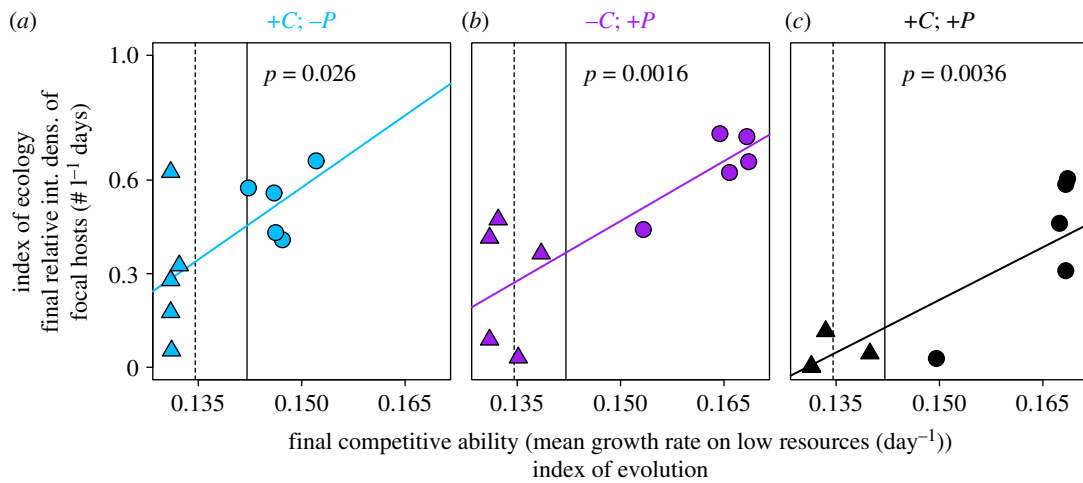 (a) +C; –P
(b) –C; +P
(c) +C; +P
p = 0.026
p = 0.0016
p = 0.0036
index of ecology
final relative int. dens. of
focal hosts (# l⁻¹ days)
1.0
0.6
0.3
0
0.135 0.150 0.165
0.135 0.150 0.165
0.135 0.150 0.165
final competitive ability (mean growth rate on low resources (day⁻¹))
index of evolution